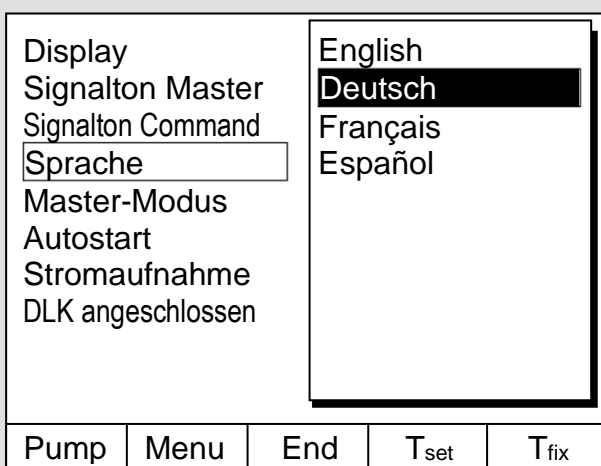 Display
Signalton Master
Signalton Command
Sprache
Master-Modus
Autostart
Stromaufnahme
DLK angeschlossen
English
Deutsch
Français
Español
Pump Menu End Tset Tfix